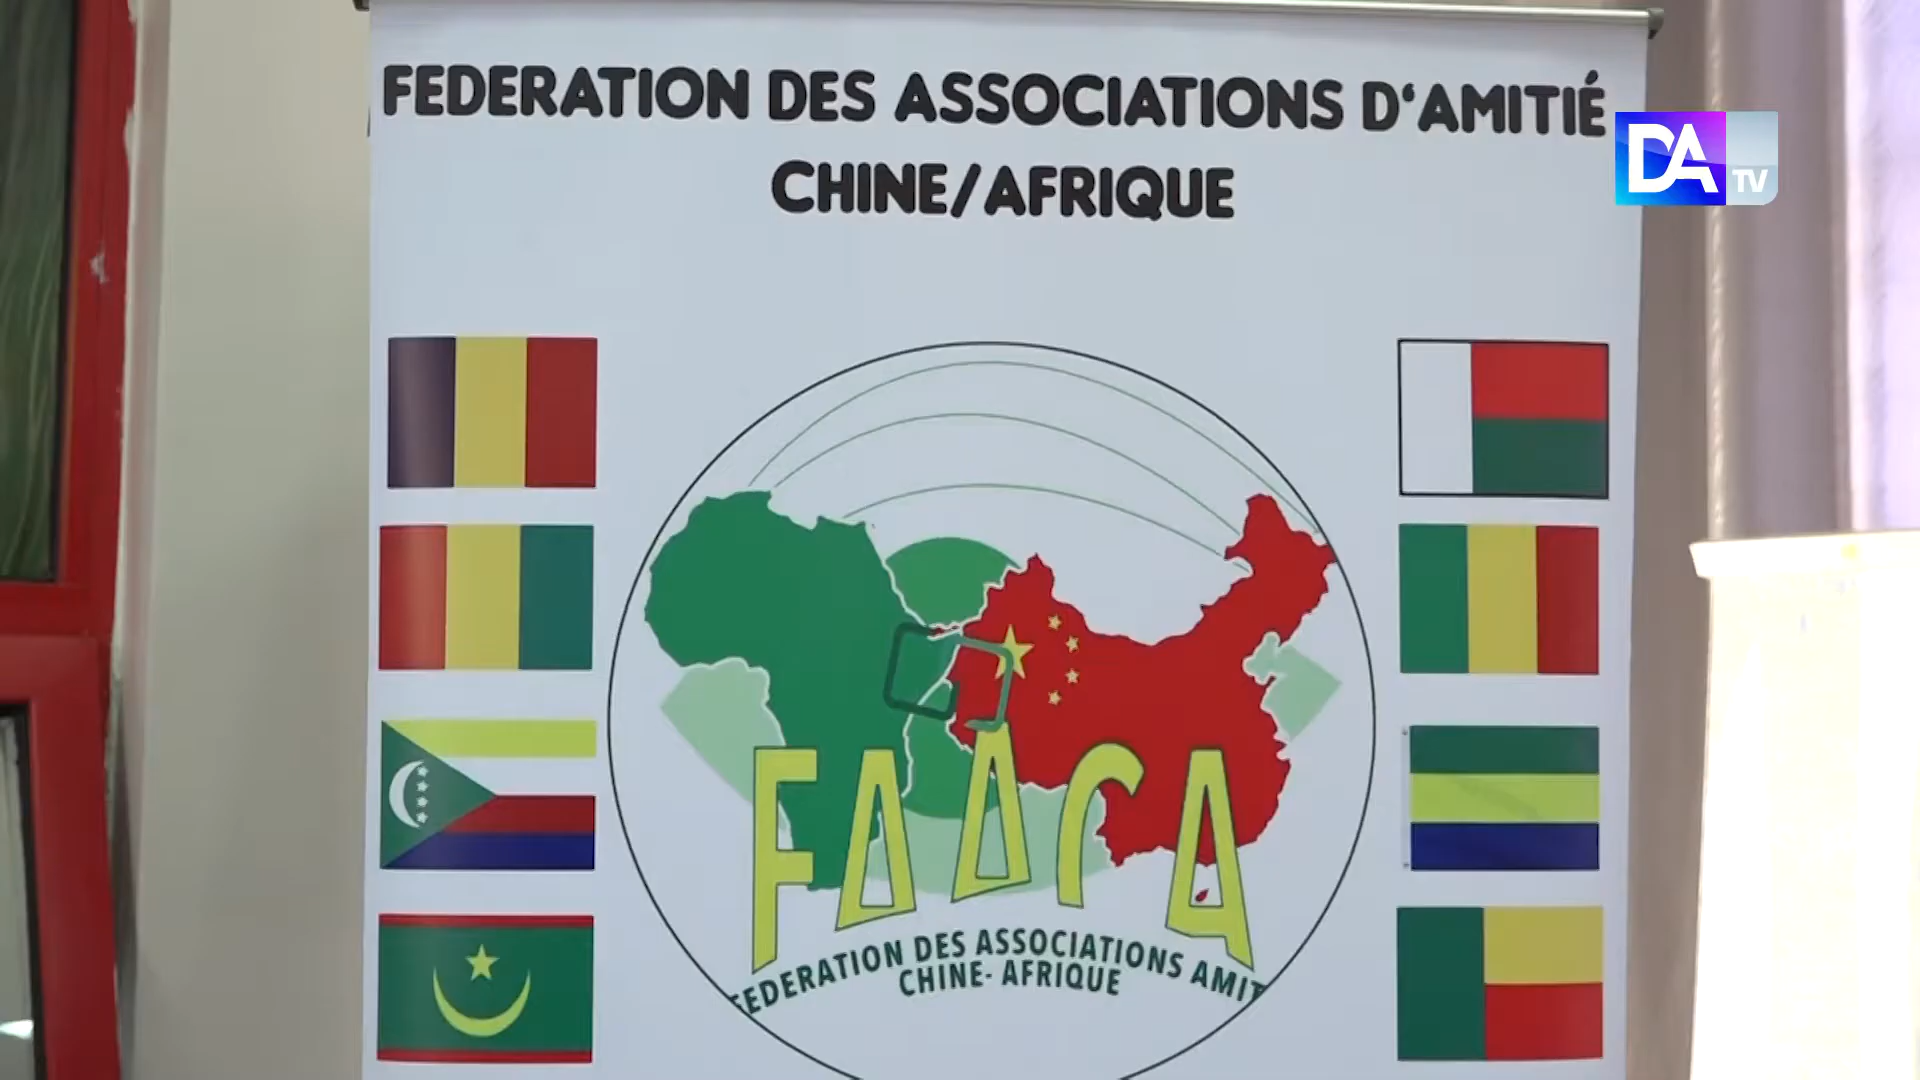 FEDERATION DES ASSOCIATIONS D'AMITIÉ
CHINE/AFRIQUE
DA TV
FAACA
FEDERATION DES ASSOCIATIONS AMIT
CHINE- AFRIQUE